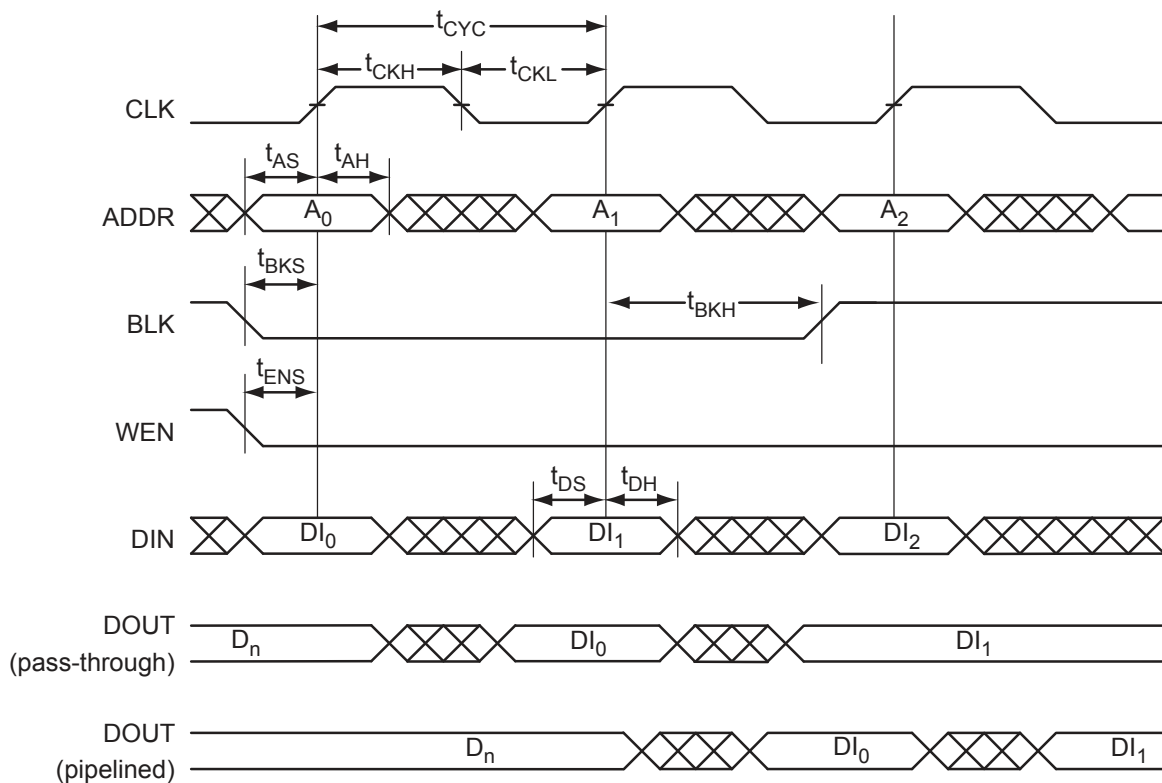 tCYC
tCKH tCKL
CLK
tAS tAH
ADDR A0 A1 A2
tBKS
tBKH
BLK
tENS
WEN
tDS tDH
DIN DI0 DI1 DI2
DOUT
(pass-through)
Dn DI0 DI1
DOUT
(pipelined)
Dn DI0 DI1